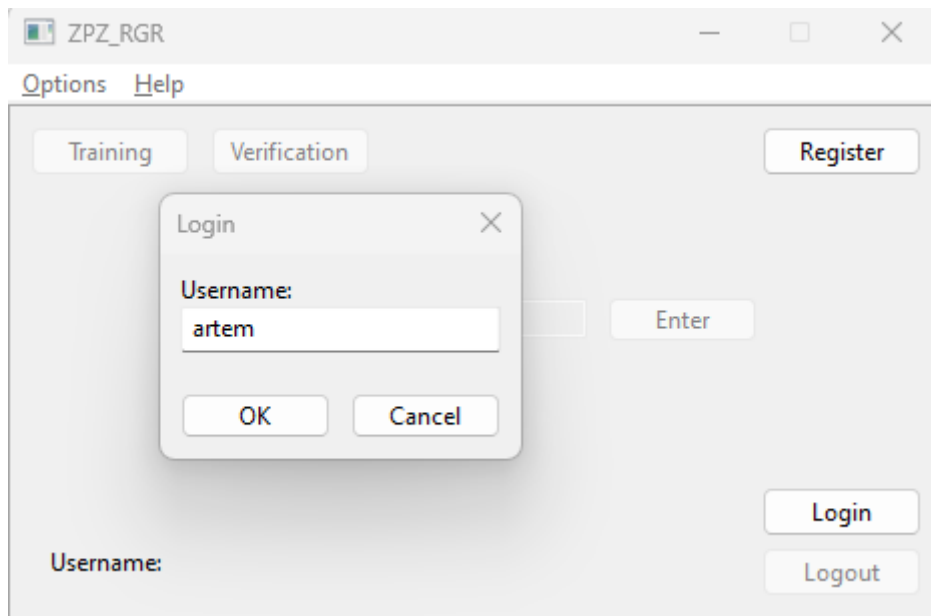 ZPZ_RGR
Options Help
Training Verification Register
Login
Username:
artem
Enter
OK Cancel
Login
Username:
Logout